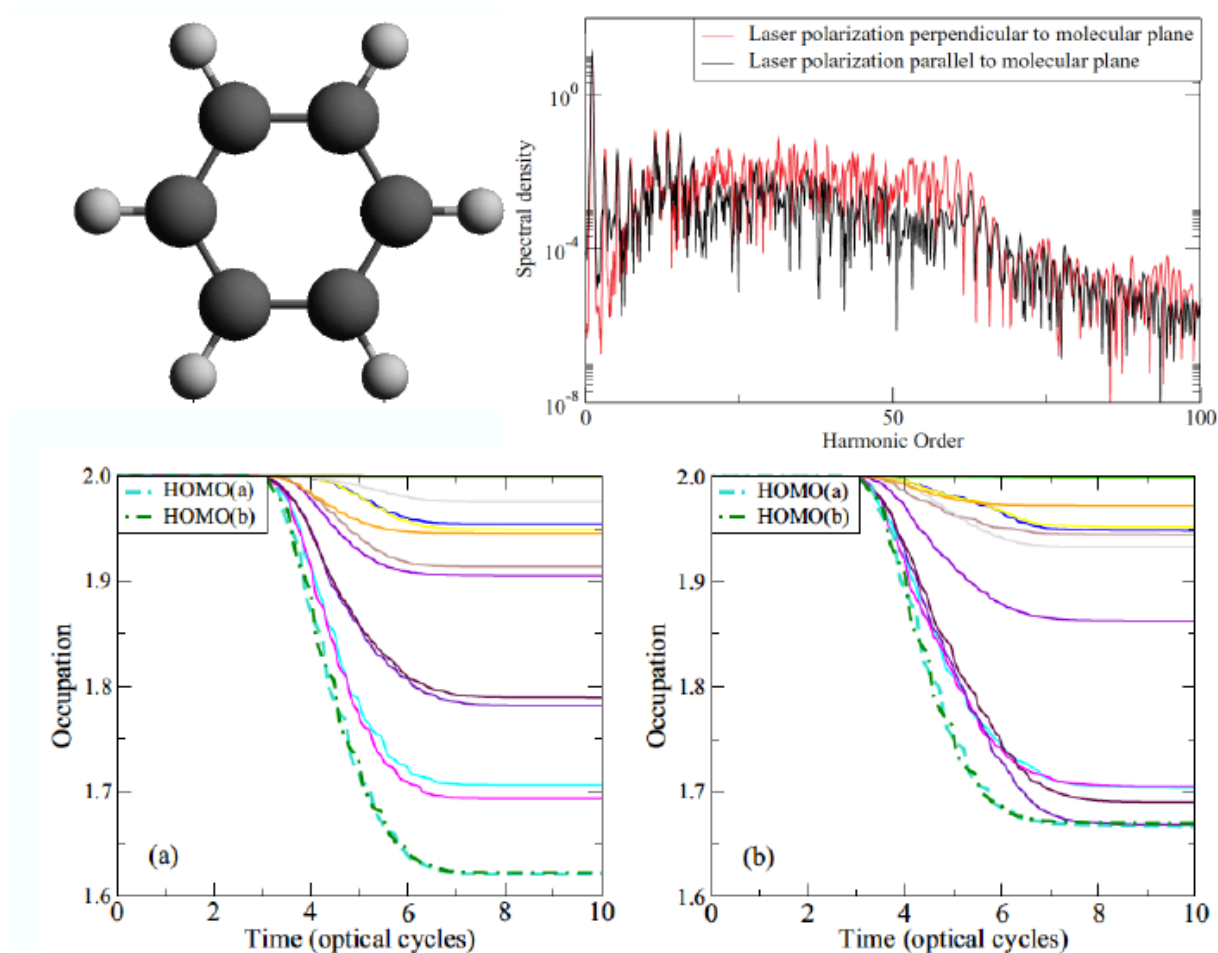 Laser polarization perpendicular to molecular plane
Laser polarization parallel to molecular plane
Spectral density
10^0
10^-4
10^-8
0
50
100
Harmonic Order
2.0
1.9
1.8
1.7
1.6
Occupation
HOMO(a)
HOMO(b)
(a)
0
2
4
6
8
10
Time (optical cycles)
2.0
1.9
1.8
1.7
1.6
Occupation
HOMO(a)
HOMO(b)
(b)
0
2
4
6
8
10
Time (optical cycles)